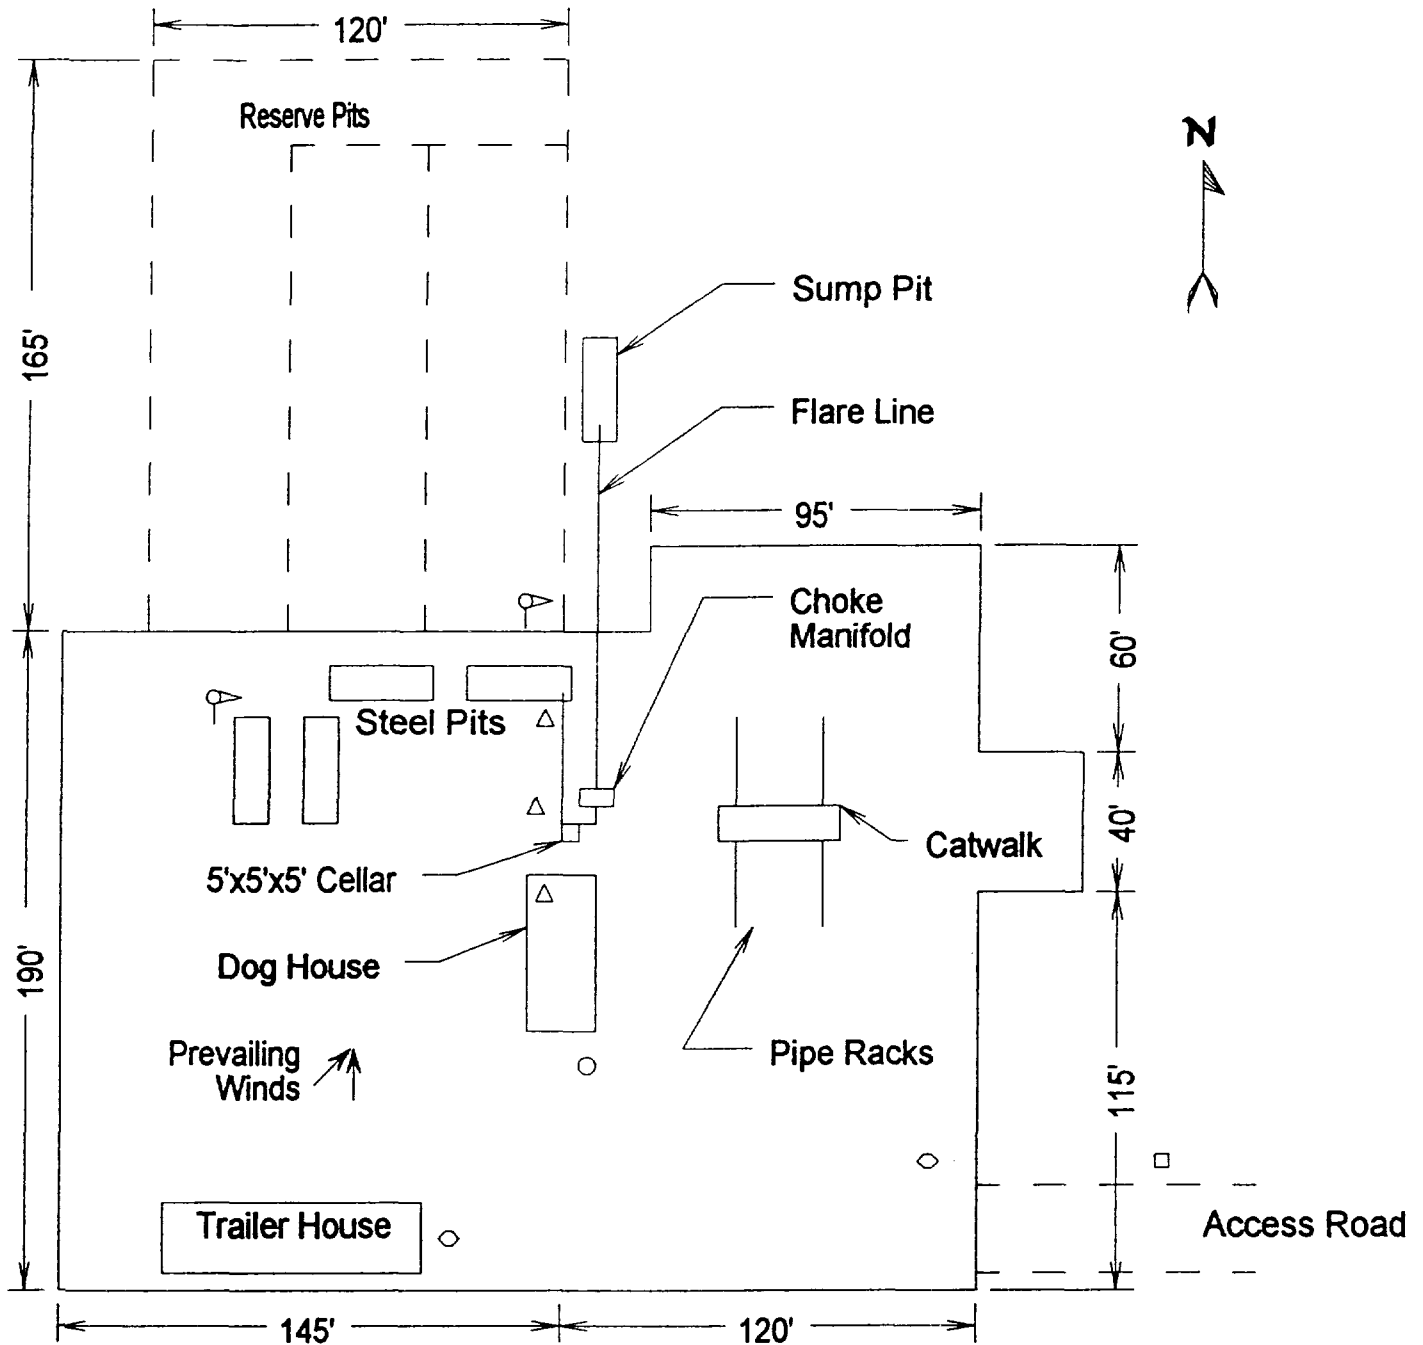 120'
Reserve Pits
N
Sump Pit
165'
Flare Line
95'
Choke
Manifold
60'
Steel Pits
40'
Catwalk
5'x5'x5' Cellar
190'
Dog House
Prevailing
Winds
Pipe Racks
115'
Trailer House
Access Road
145'
120'